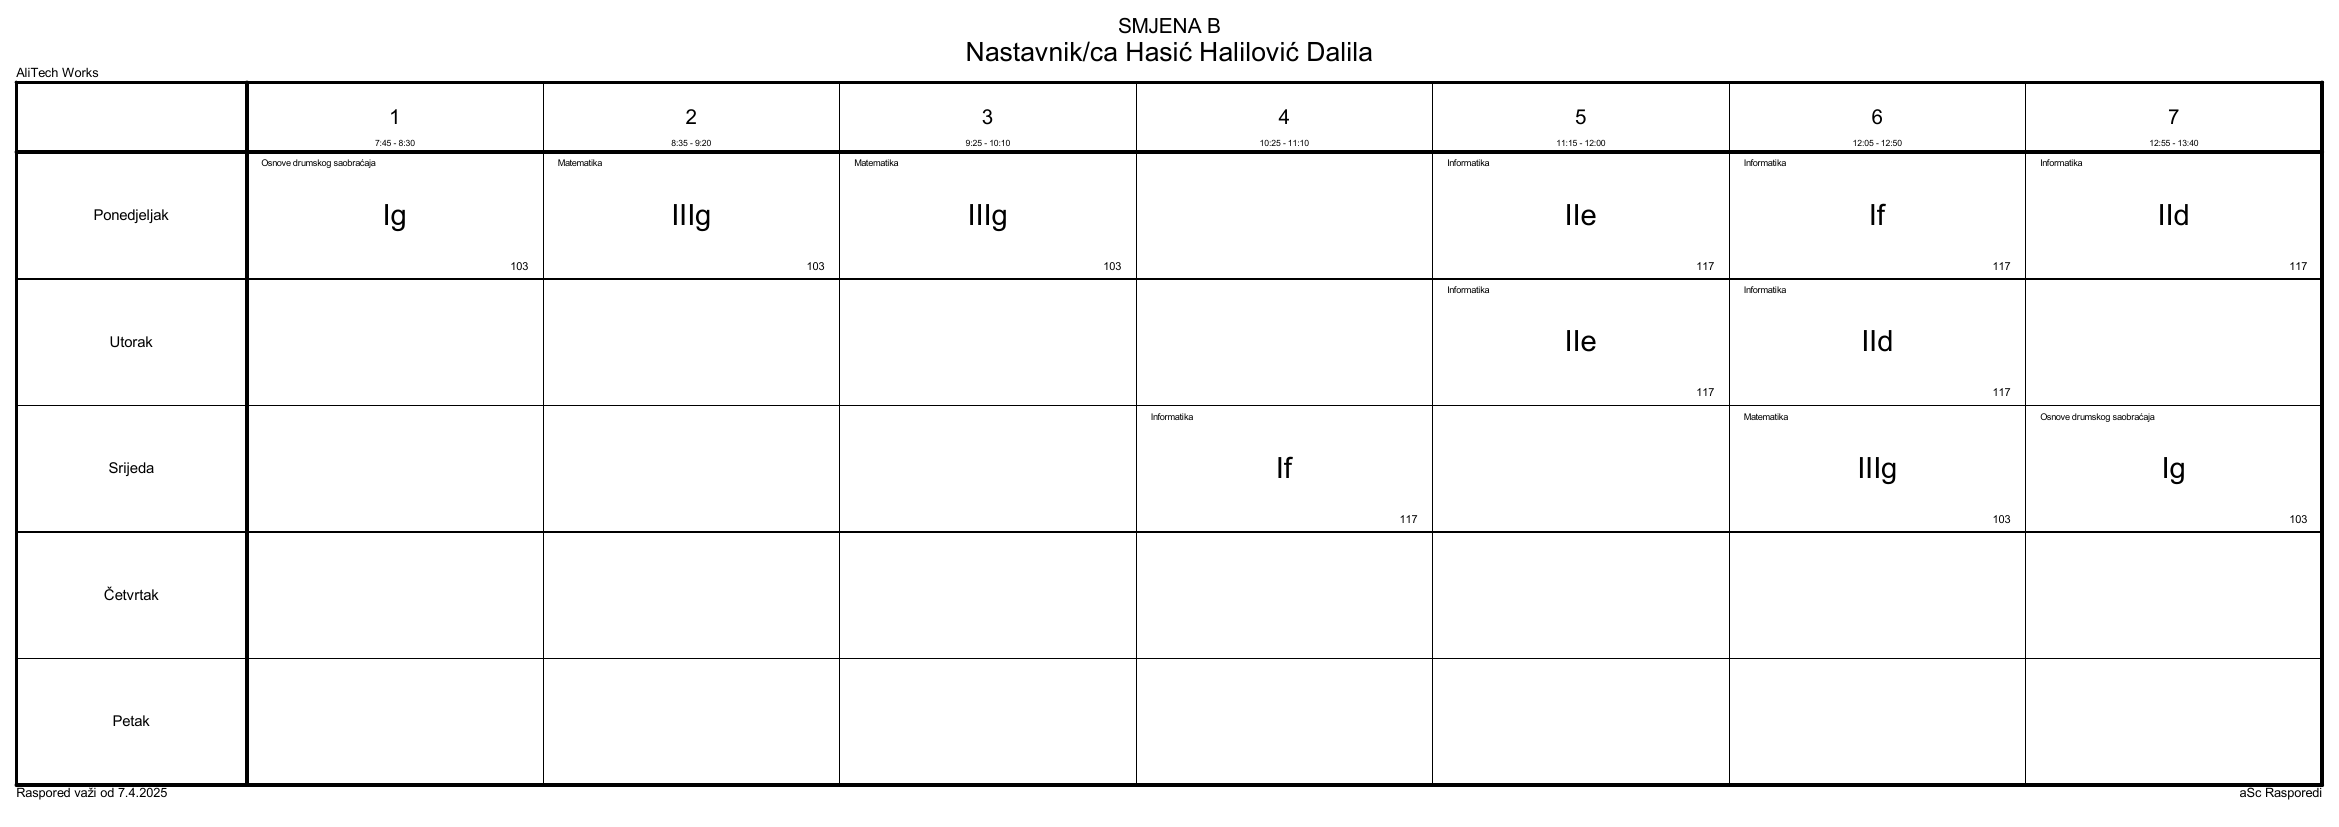 SMJENA B
Nastavnik/ca Hasić Halilović Dalila
AliTech Works
1 2 3 4 5 6 7
7:45 - 8:30 8:35 - 9:20 9:25 - 10:10 10:25 - 11:10 11:15 - 12:00 12:05 - 12:50 12:55 - 13:40
Osnove drumskog saobraćaja Matematika Matematika Informatika Informatika Informatika
Ponedjeljak Ig IIIg IIIg IIe If IId
103 103 103 117 117 117
Informatika Informatika
Utorak IIe IId
117 117
Informatika Matematika Osnove drumskog saobraćaja
Srijeda If IIIg Ig
117 103 103
Četvrtak
Petak
Raspored važi od 7.4.2025 aSc Rasporedi